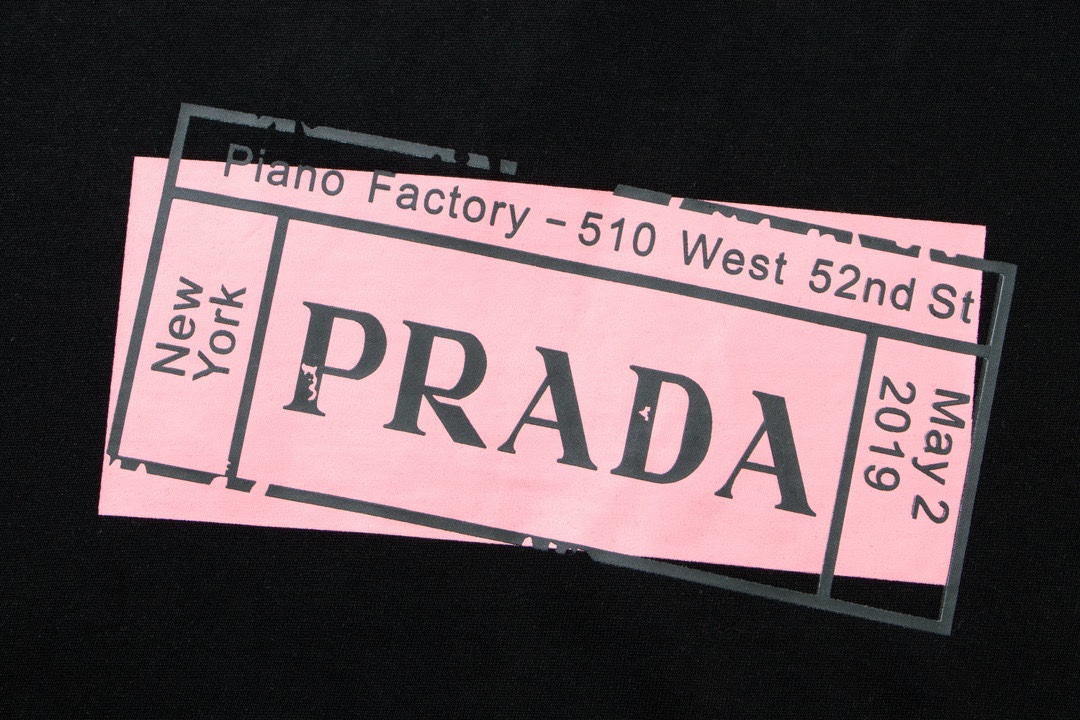 Piano Factory - 510 West 52nd St
New
York
PRADA
May 2
2019